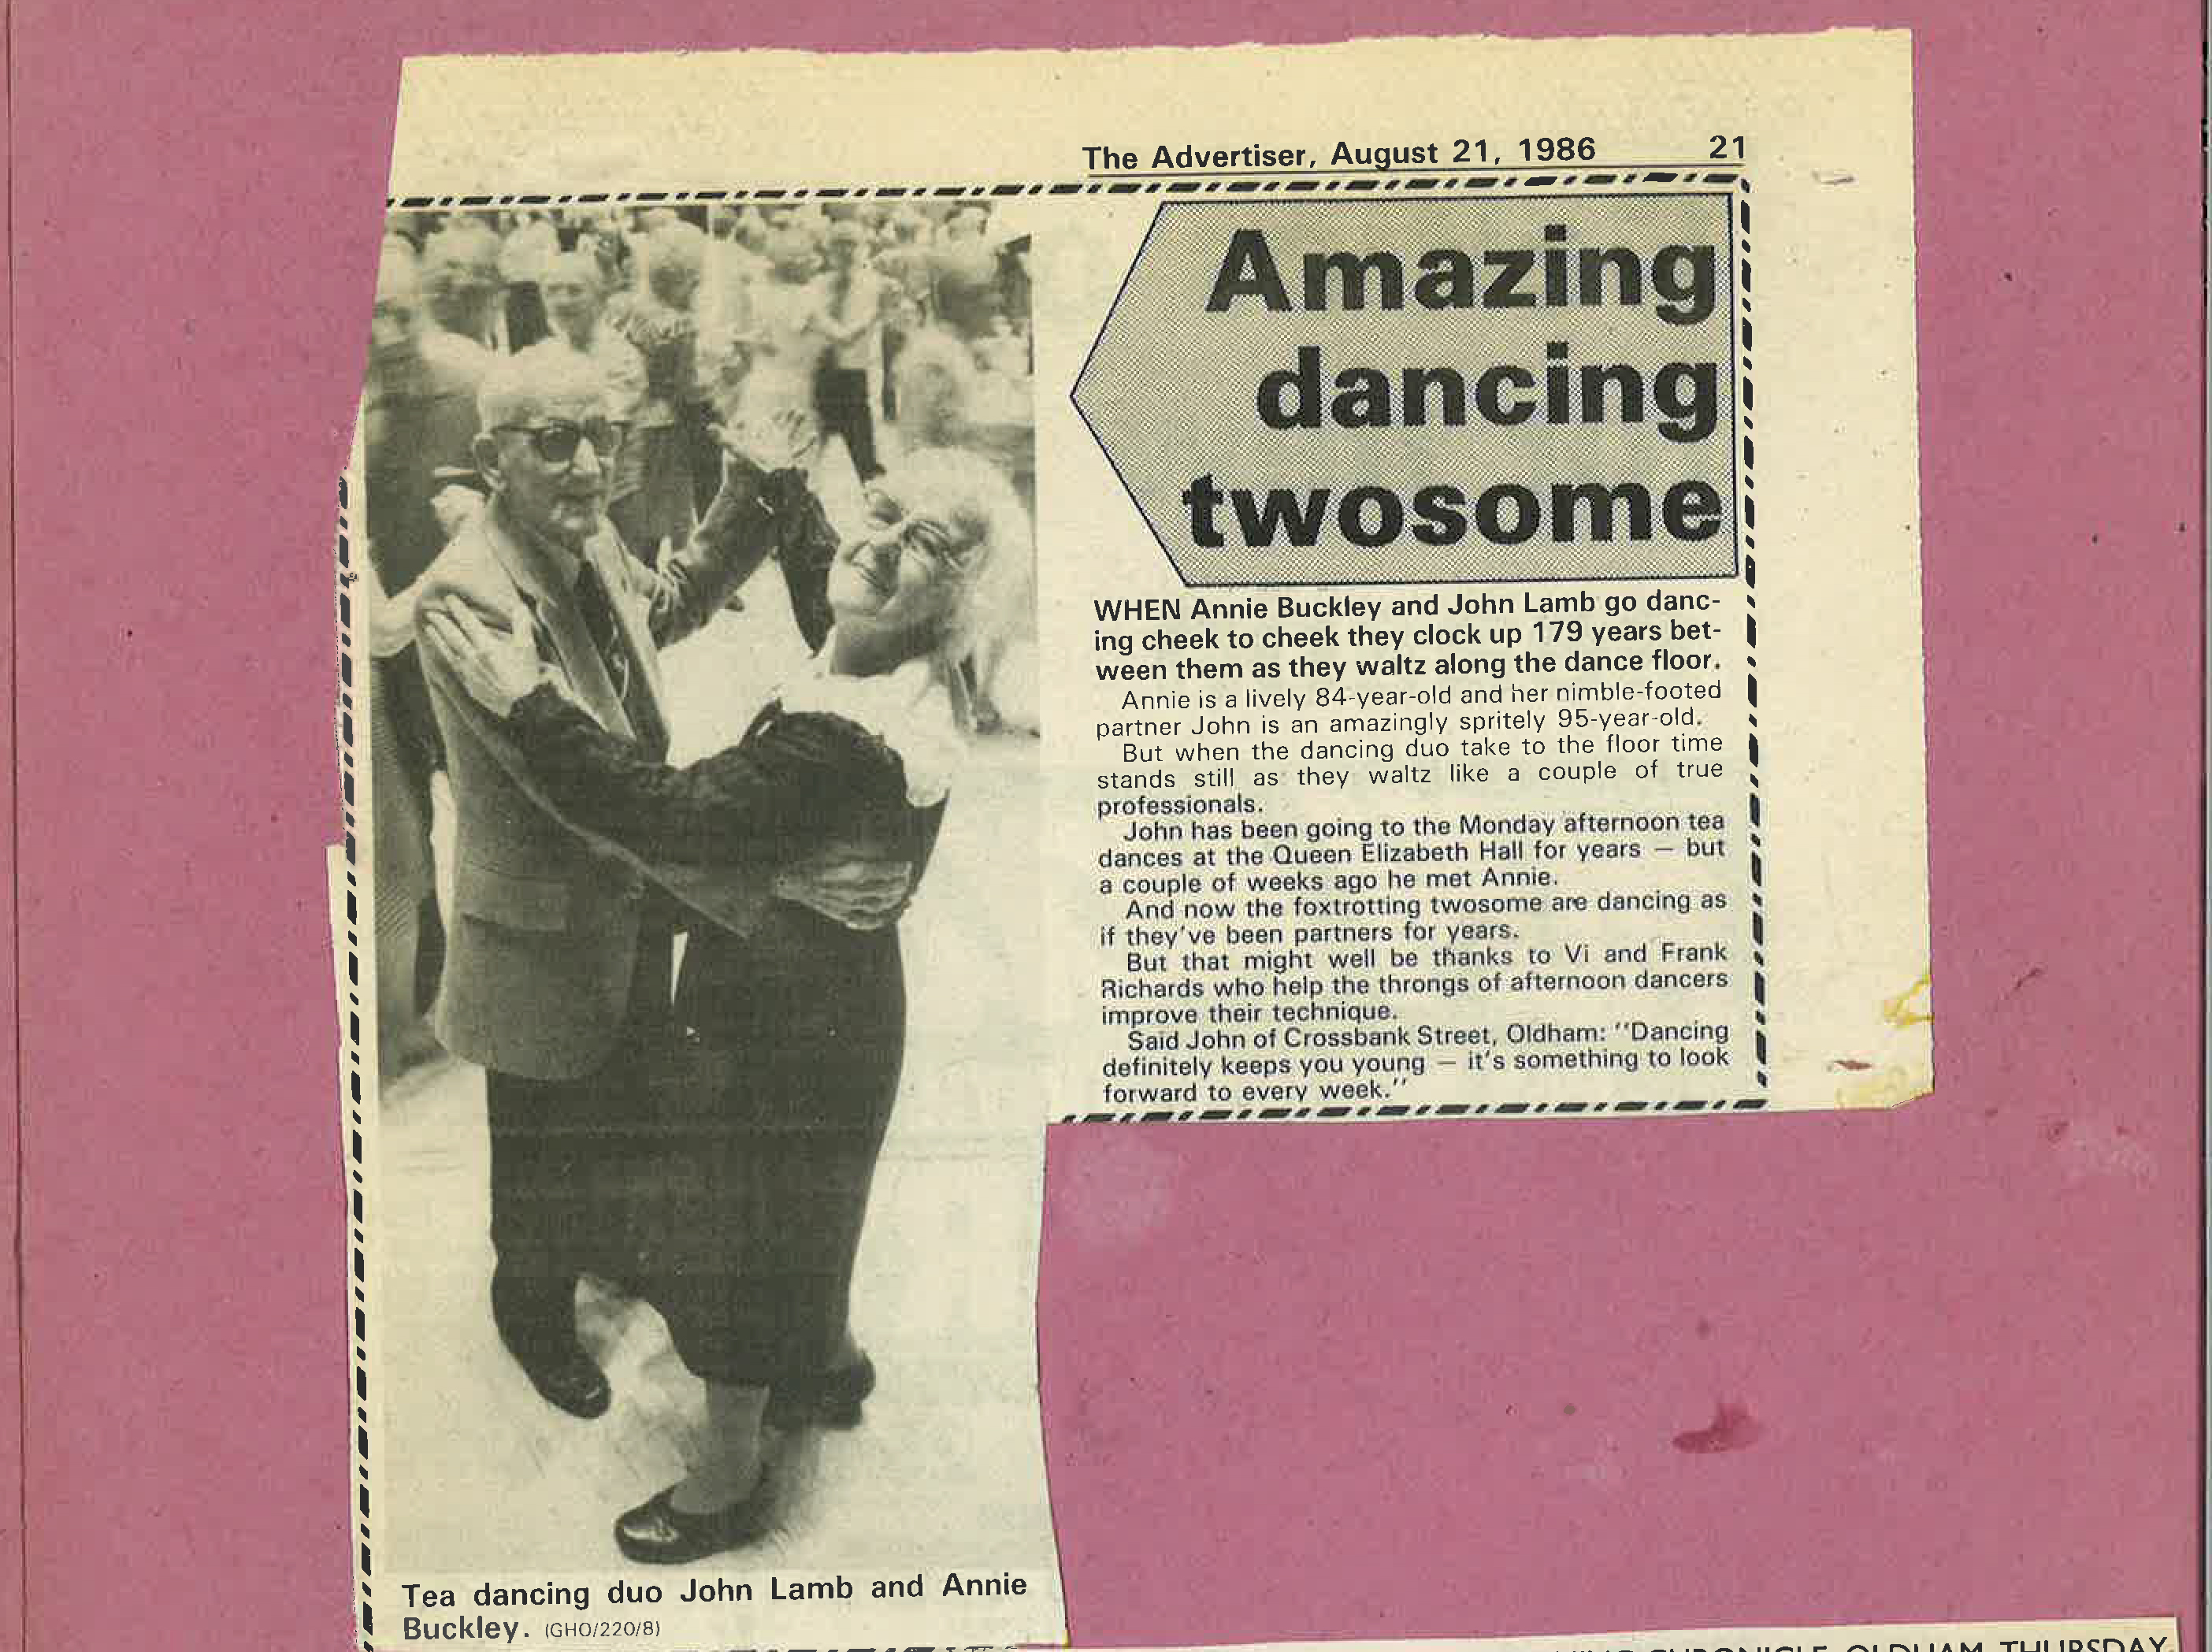 The Advertiser, August 21, 1986 21
Amazing
dancing
twosome
WHEN Annie Buckley and John Lamb go danc-
ing cheek to cheek they clock up 179 years bet-
ween them as they waltz along the dance floor.
Annie is a lively 84-year-old and her nimble-footed
partner John is an amazingly spritely 95-year-old.
But when the dancing duo take to the floor time
stands still as they waltz like a couple of true
professionals.
John has been going to the Monday afternoon tea
dances at the Queen Elizabeth Hall for years — but
a couple of weeks ago he met Annie.
And now the foxtrotting twosome are dancing as
if they've been partners for years.
But that might well be thanks to Vi and Frank
Richards who help the throngs of afternoon dancers
improve their technique.
Said John of Crossbank Street, Oldham: ''Dancing
definitely keeps you young — it's something to look
forward to every week.''
Tea dancing duo John Lamb and Annie
Buckley. (GHO/220/8)
CHRONICLE, OLDHAM, THURSDAY,